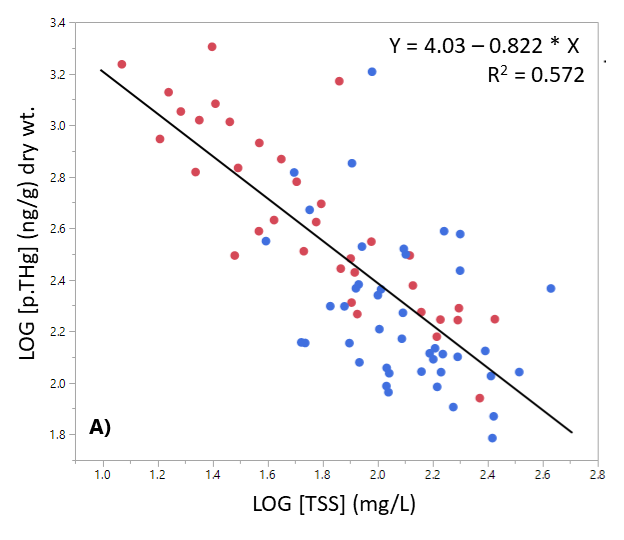 Y = 4.03 – 0.822 * X
R² = 0.572
3.4
3.2
3.0
2.8
2.6
2.4
2.2
2.0
1.8
LOG [p.THg] (ng/g) dry wt.
A)
1.0 1.2 1.4 1.6 1.8 2.0 2.2 2.4 2.6 2.8
LOG [TSS] (mg/L)